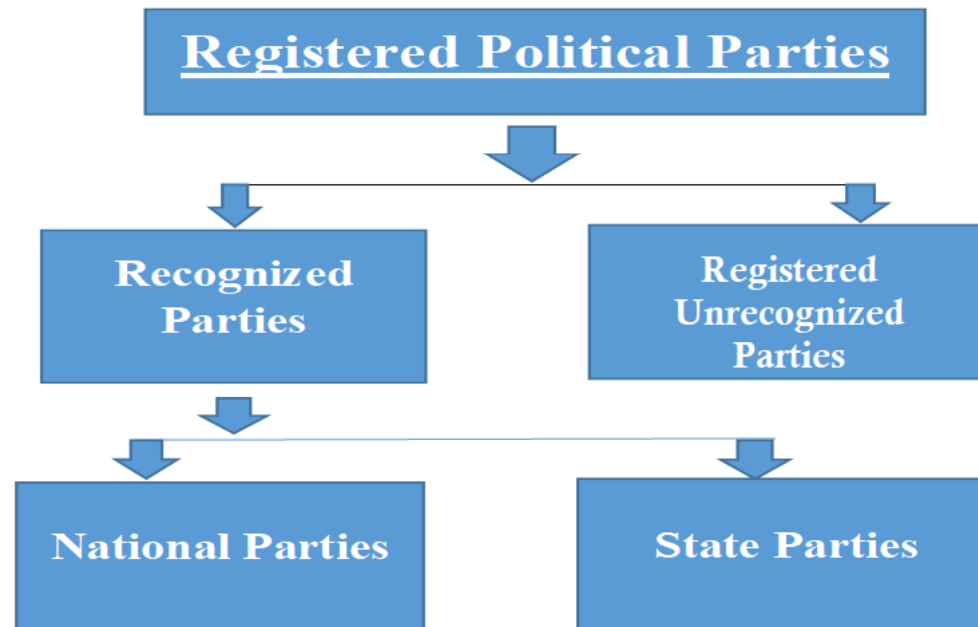 Registered Political Parties
Recognized
Parties
Registered
Unrecognized
Parties
National Parties
State Parties